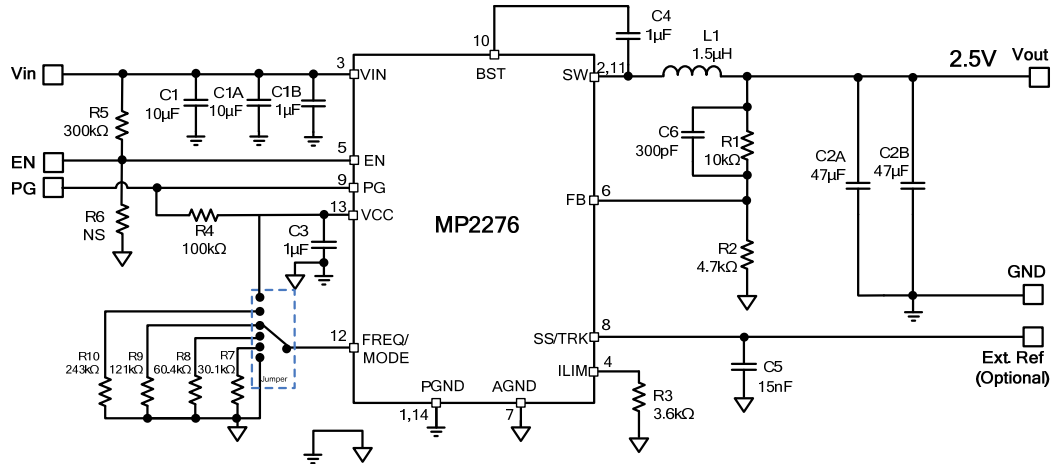 C4
1µF
10
L1
1.5µH
3
2,11
2.5V
Vout
Vin
VIN
BST
SW
C1
10µF
C1A
10µF
C1B
1µF
R5
300kΩ
C6
300pF
R1
10kΩ
C2A
47µF
C2B
47µF
EN
5
EN
PG
9
PG
13
VCC
MP2276
FB
6
R6
NS
R4
100kΩ
C3
1µF
R2
4.7kΩ
GND
12
FREQ/
MODE
SS/TRK
8
Ext. Ref
(Optional)
R10
243kΩ
R9
121kΩ
R8
60.4kΩ
R7
30.1kΩ
Jumper
ILIM
4
C5
15nF
PGND
AGND
R3
3.6kΩ
1,14
7